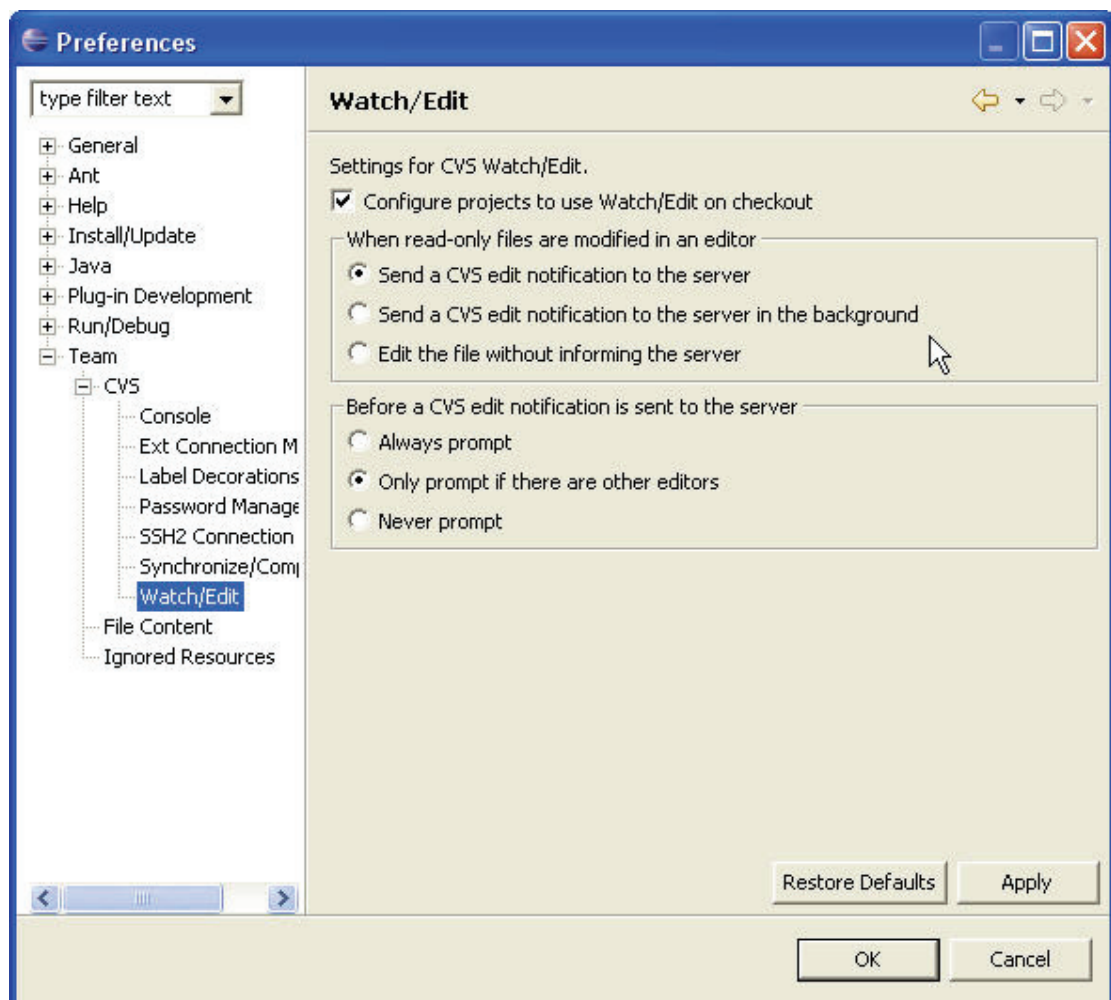 Preferences
type filter text
Watch/Edit
General
Ant
Help
Install/Update
Java
Plug-in Development
Run/Debug
Team
CVS
Console
Ext Connection M
Label Decorations
Password Manage
SSH2 Connection
Synchronize/Comp
Watch/Edit
File Content
Ignored Resources
Settings for CVS Watch/Edit.
Configure projects to use Watch/Edit on checkout
When read-only files are modified in an editor
Send a CVS edit notification to the server
Send a CVS edit notification to the server in the background
Edit the file without informing the server
Before a CVS edit notification is sent to the server
Always prompt
Only prompt if there are other editors
Never prompt
Restore Defaults
Apply
OK
Cancel